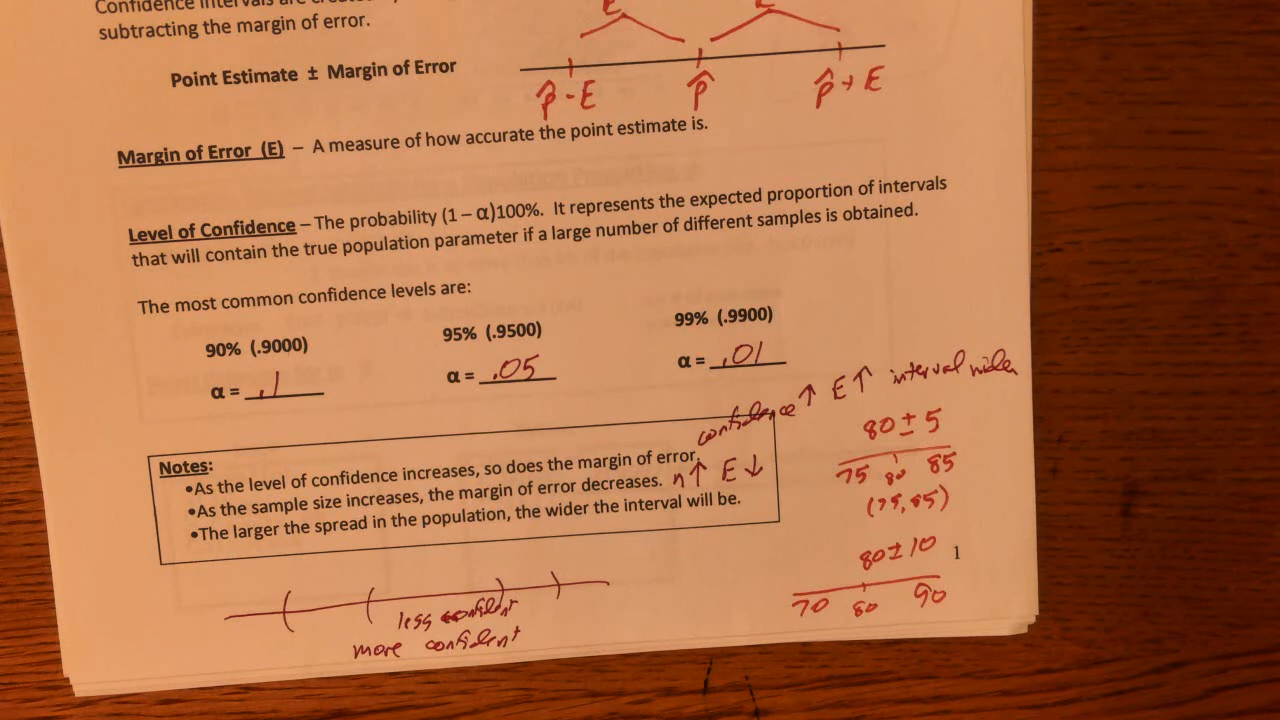 Confidence intervals are
subtracting the margin of error.
E E
Point Estimate ± Margin of Error
p̂ - E p̂ p̂ + E
Margin of Error (E) – A measure of how accurate the point estimate is.
Level of Confidence – The probability (1 – α)100%. It represents the expected proportion of intervals
that will contain the true population parameter if a large number of different samples is obtained.
The most common confidence levels are:
90% (.9000) 95% (.9500) 99% (.9900)
α = .1 α = .05 α = .01
confidence ↑ E ↑ interval wider
80 ± 5
75 80 85
(75, 85)
Notes:
•As the level of confidence increases, so does the margin of error.
•As the sample size increases, the margin of error decreases. n↑ E↓
•The larger the spread in the population, the wider the interval will be.
80 ± 10
70 80 90
1
less confident
more confident